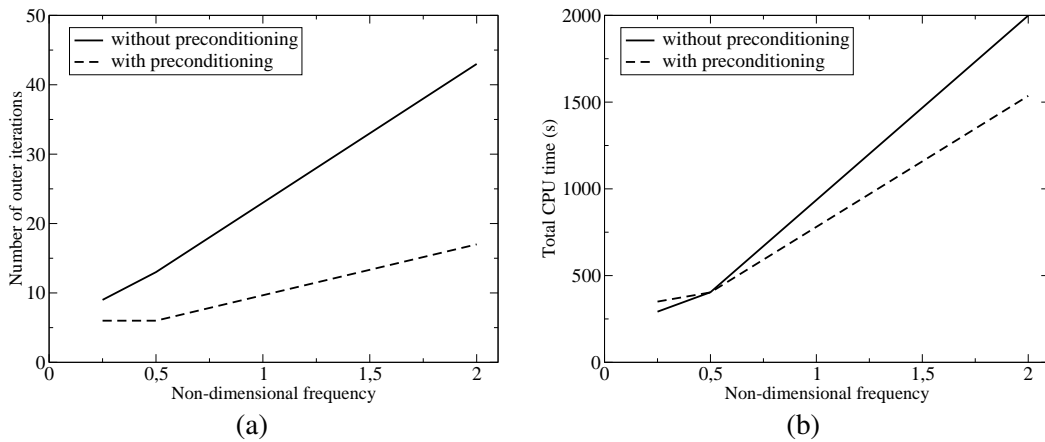 50
40
30
20
10
0
Number of outer iterations
without preconditioning
with preconditioning
0
0,5
1
1,5
2
Non-dimensional frequency
(a)
2000
1500
1000
500
0
Total CPU time (s)
without preconditioning
with preconditioning
0
0,5
1
1,5
2
Non-dimensional frequency
(b)